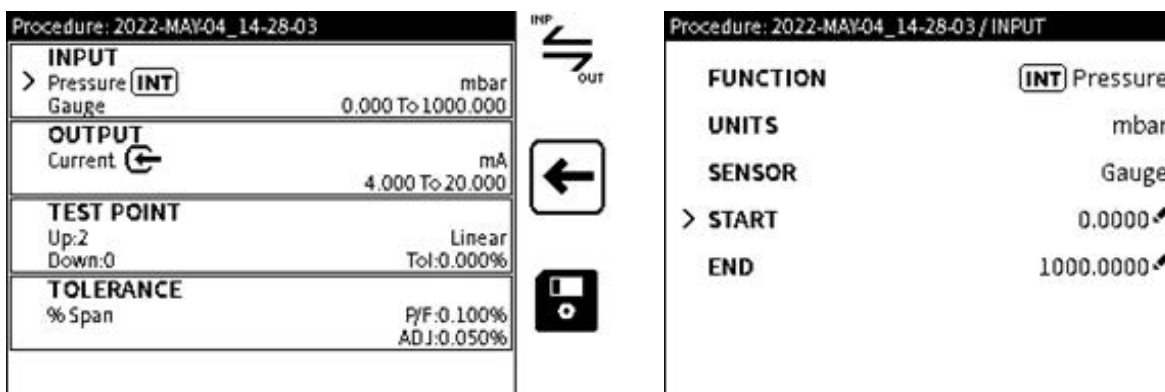 Procedure: 2022-MAY-04_14-28-03
INPUT
> Pressure INT mbar
Gauge 0.000 To 1000.000
OUTPUT
Current mA
4.000 To 20.000
TEST POINT
Up:2 Linear
Down:0 Tol:0.000%
TOLERANCE
% Span P/F:0.100%
ADJ:0.050%
INP
OUT
Procedure: 2022-MAY-04_14-28-03 / INPUT
FUNCTION INT Pressure
UNITS mbar
SENSOR Gauge
> START 0.0000
END 1000.0000